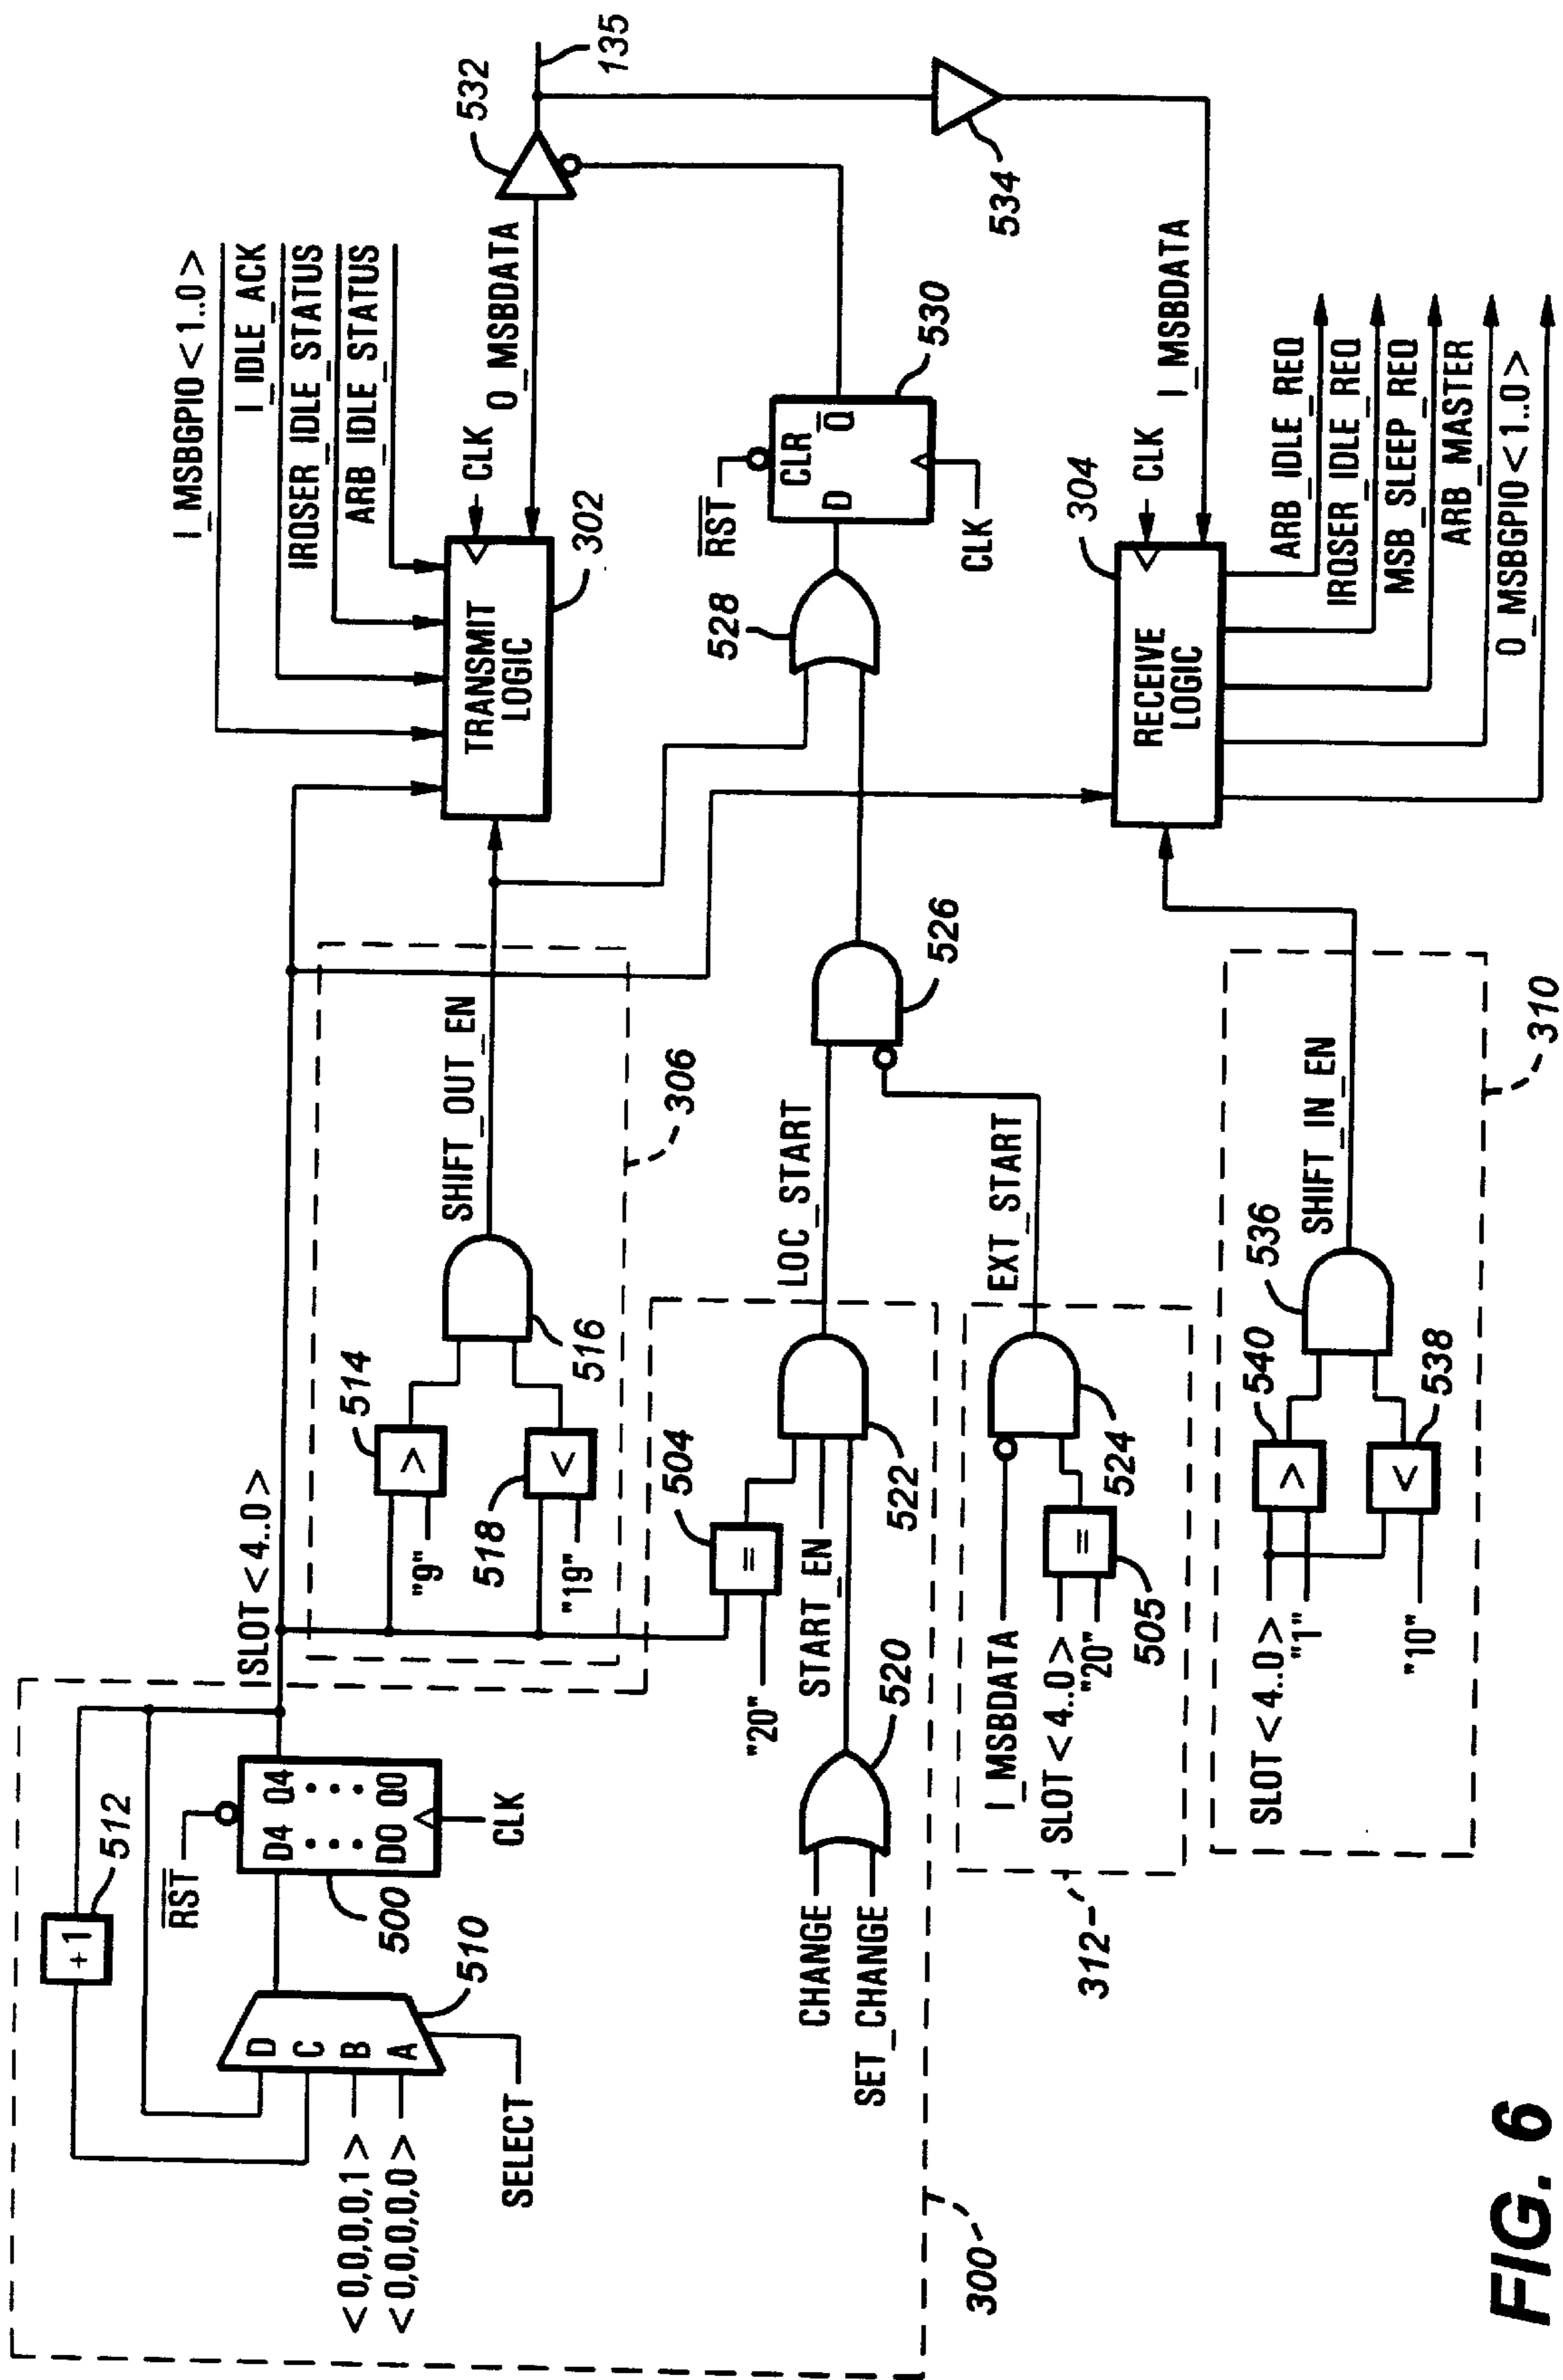 I_MSBGPIO<1..0>
I_IDLE_ACK
IRQSER_IDLE_STATUS
ARB_IDLE_STATUS
532
135
CLK
O_MSBDATA
TRANSMIT
LOGIC
302
534
528
RST
CLR
D
Q
530
CLK
I_MSBDATA
304
CLK
RECEIVE
LOGIC
ARB_IDLE_REQ
IRQSER_IDLE_REQ
MSB_SLEEP_REQ
ARB_MASTER
O_MSBGPIO<1..0>
SHIFT_OUT_EN
306
526
LOC_START
EXT_START
SHIFT_IN_EN
310
512
+1
RST
D4 Q4
D0 Q0
CLK
500
SLOT<4..0>
514
>
"9"
516
518
<
"19"
504
=
"20"
START_EN
522
520
CHANGE
SET_CHANGE
D
C
B
A
510
<0,0,0,0,1>
<0,0,0,0,0>
SELECT
300
I_MSBDATA
SLOT<4..0>
"20"
=
505
524
312
SLOT<4..0>
"1"
"10"
540
>
536
<
538
FIG. 6